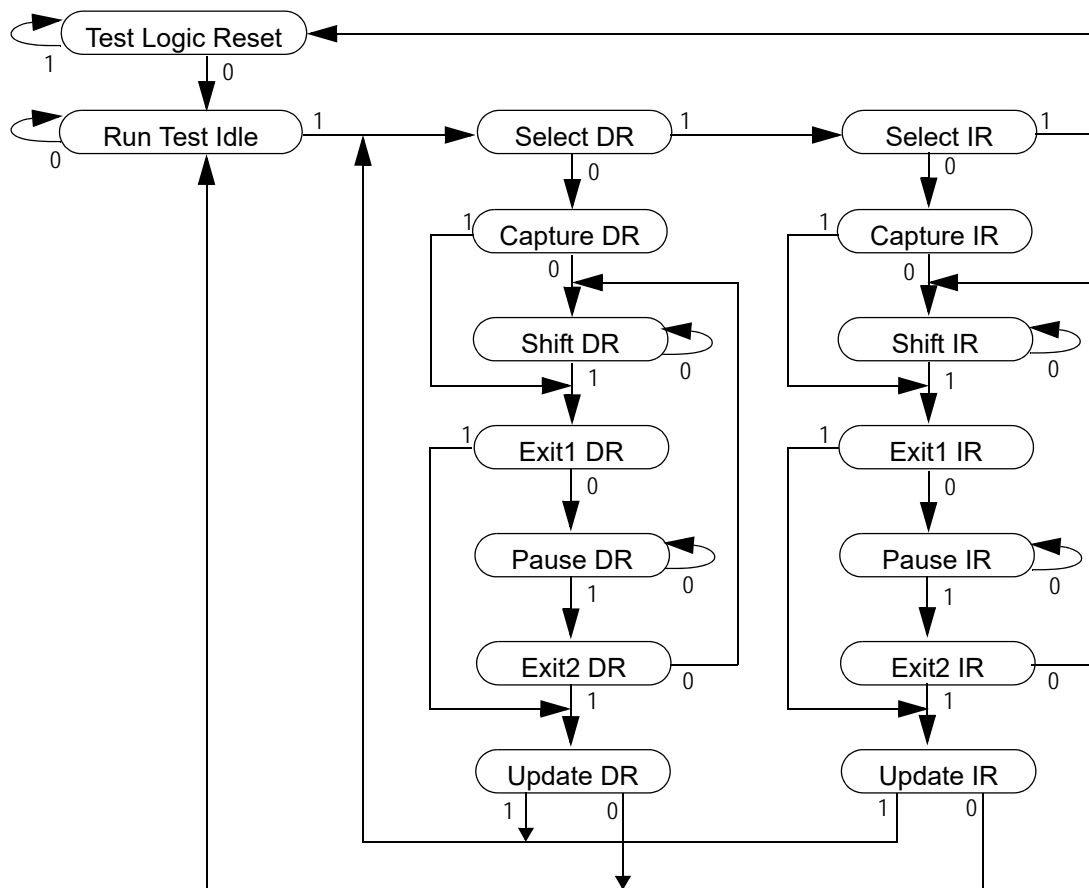 Test Logic Reset
1
0
Run Test Idle
1
Select DR
1
Select IR
1
0
0
0
1
Capture DR
1
Capture IR
0
0
Shift DR
Shift IR
0
0
1
1
1
Exit1 DR
1
Exit1 IR
0
0
Pause DR
Pause IR
0
0
1
1
Exit2 DR
Exit2 IR
0
0
1
1
Update DR
Update IR
1
0
1
0